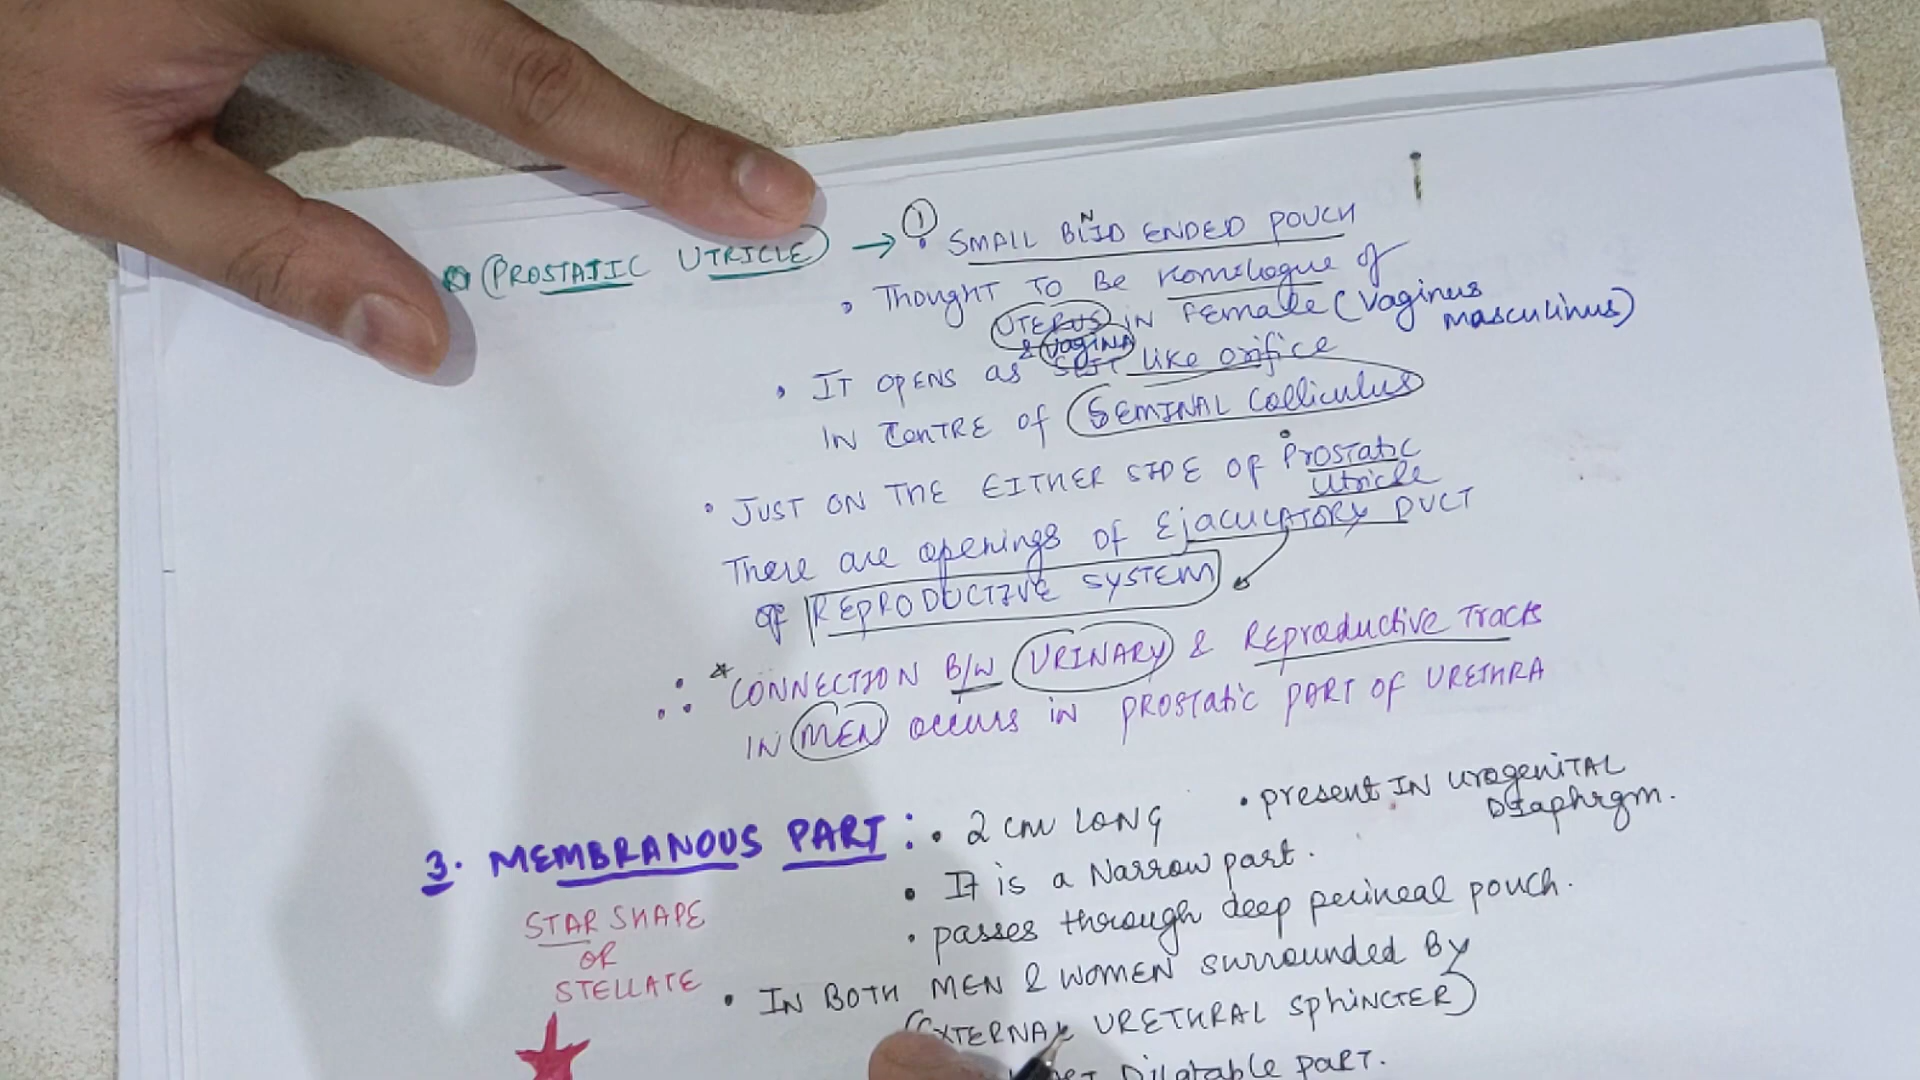 PROSTATIC UTRICLE → ① • SMALL BLIND ENDED POUCH
• THOUGHT TO BE Homologue of
UTERUS IN Female (Vaginus
masculinus)
& Vagina
• IT OPENS as SLIT like orifice
IN CENTRE of SEMINAL Colliculus
• JUST ON THE EITHER SIDE OF Prostatic
Utricle
There are openings of EjaculATORY DUCT
of REPRODUCTIVE SYSTEM
∴ * CONNECTION B/W URINARY & Reproductive Tracts
IN MEN occurs in PROSTATIC PART OF URETHRA
3. MEMBRANOUS PART : • 2 cm LONG • present IN UrogeniTAL
Diaphrgm.
• It is a Narrow part.
• passes through deep perineal pouch.
STAR SHAPE
OR
STELLATE
• IN BOTH MEN & WOMEN surrounded By
(EXTERNAL URETHRAL SPhINCTER)
Dilatable part.